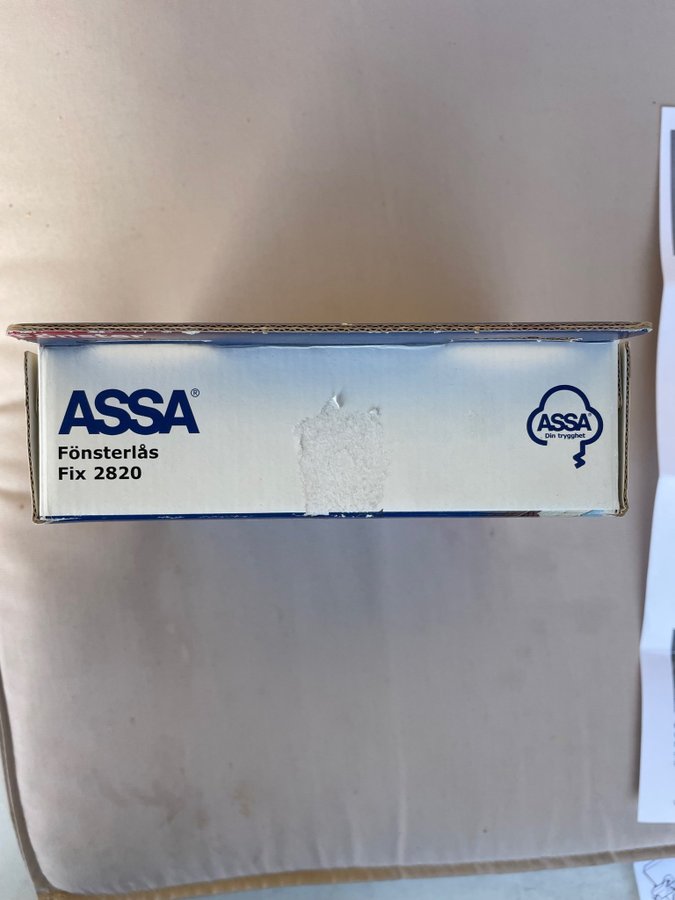 ASSA®
Fönsterlås
Fix 2820
ASSA®
Din trygghet